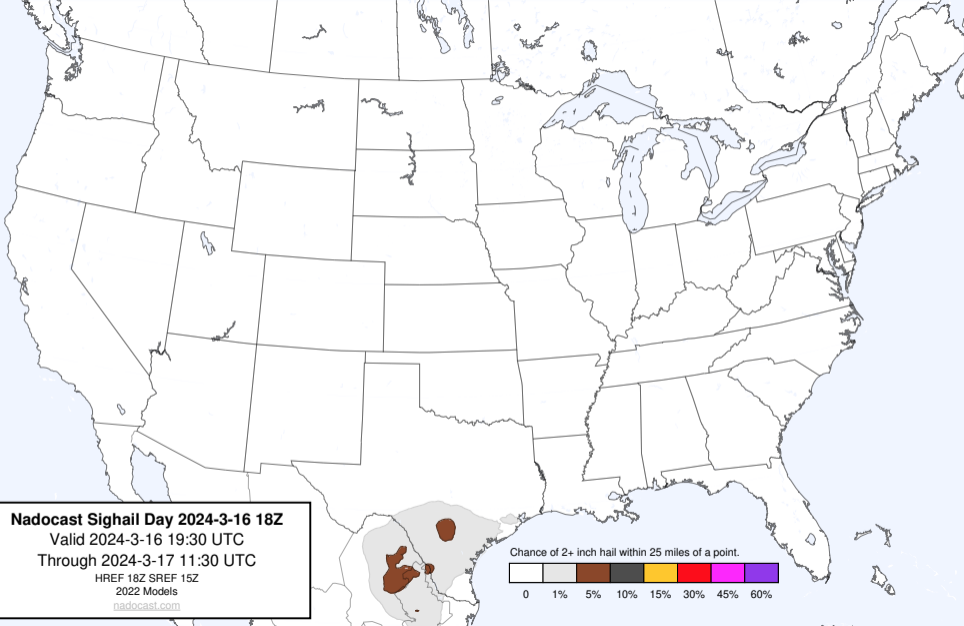 Nadocast Sighail Day 2024-3-16 18Z
Valid 2024-3-16 19:30 UTC
Through 2024-3-17 11:30 UTC
HREF 18Z SREF 15Z
2022 Models
nadocast.com
Chance of 2+ inch hail within 25 miles of a point.
0 1% 5% 10% 15% 30% 45% 60%